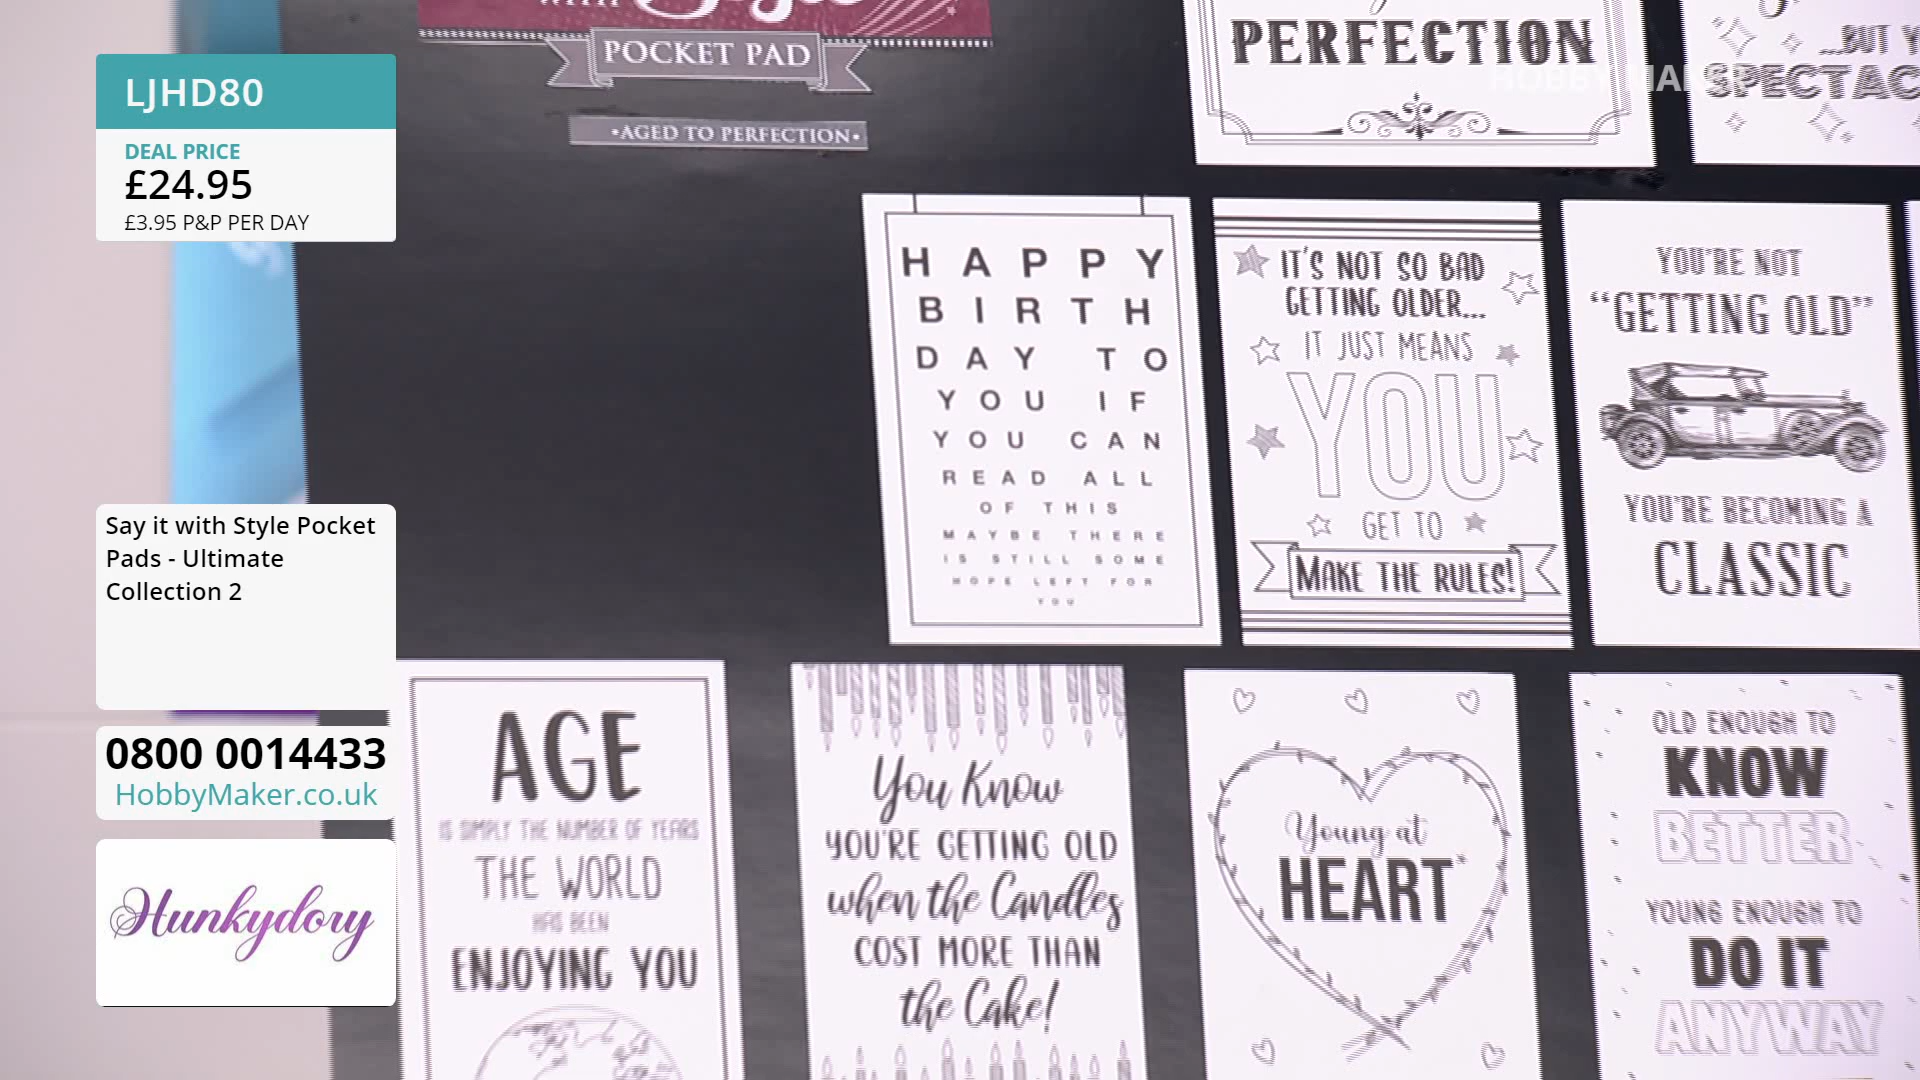 LJHD80
DEAL PRICE
£24.95
£3.95 P&P PER DAY
Say it with Style Pocket
Pads - Ultimate
Collection 2
0800 0014433
HobbyMaker.co.uk
Hunkydory
HOBBYMAKER
with Style
POCKET PAD
•AGED TO PERFECTION•
PERFECTION
...BUT Y
SPECTAC
HAPPY
BIRTH
DAY TO
YOU IF
YOU CAN
READ ALL
OF THIS
MAYBE THERE
IS STILL SOME
HOPE LEFT FOR
YOU
IT'S NOT SO BAD
GETTING OLDER...
IT JUST MEANS
YOU
GET TO
MAKE THE RULES!
YOU'RE NOT
“GETTING OLD”
YOU'RE BECOMING A
CLASSIC
AGE
IS SIMPLY THE NUMBER OF YEARS
THE WORLD
HAS BEEN
ENJOYING YOU
You Know
YOU'RE GETTING OLD
when the Candles
COST MORE THAN
the Cake!
Young at
HEART
OLD ENOUGH TO
KNOW
BETTER
YOUNG ENOUGH TO
DO IT
ANYWAY